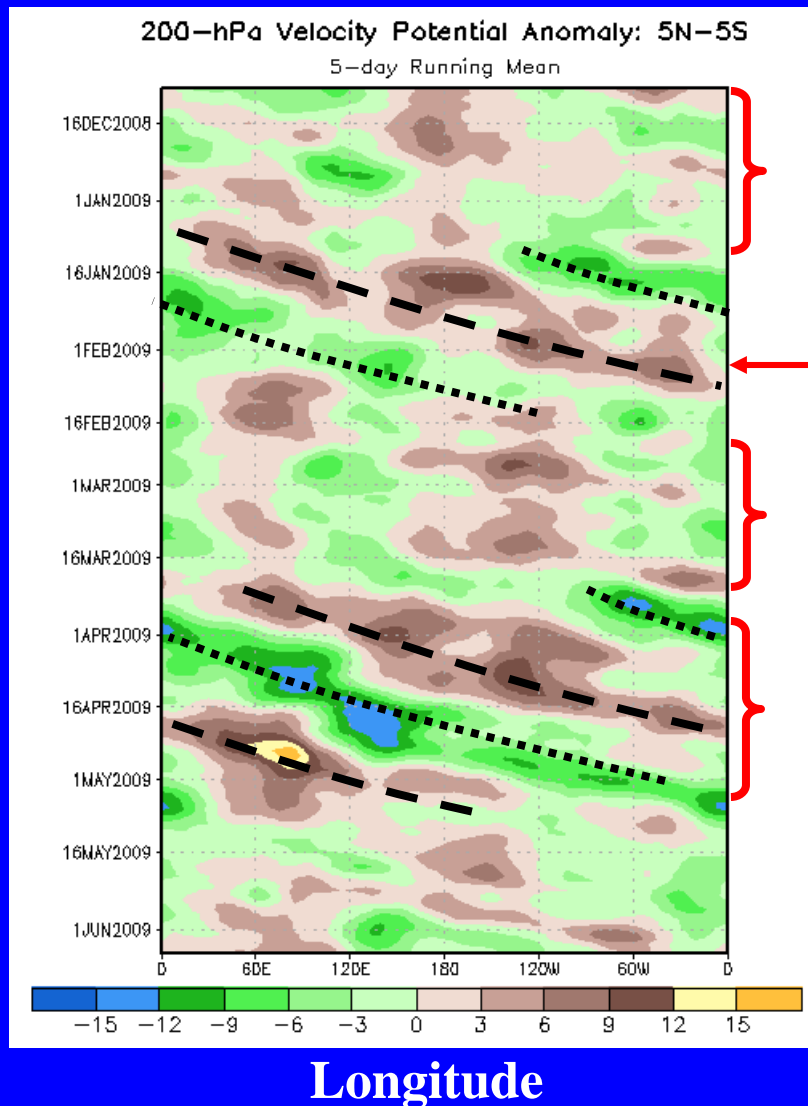 200-hPa Velocity Potential Anomaly: 5N-5S
5-day Running Mean
16DEC2008
1JAN2009
16JAN2009
1FEB2009
16FEB2009
1MAR2009
16MAR2009
1APR2009
16APR2009
1MAY2009
16MAY2009
1JUN2009
0 60E 120E 180 120W 60W 0
-15 -12 -9 -6 -3 0 3 6 9 12 15
Longitude